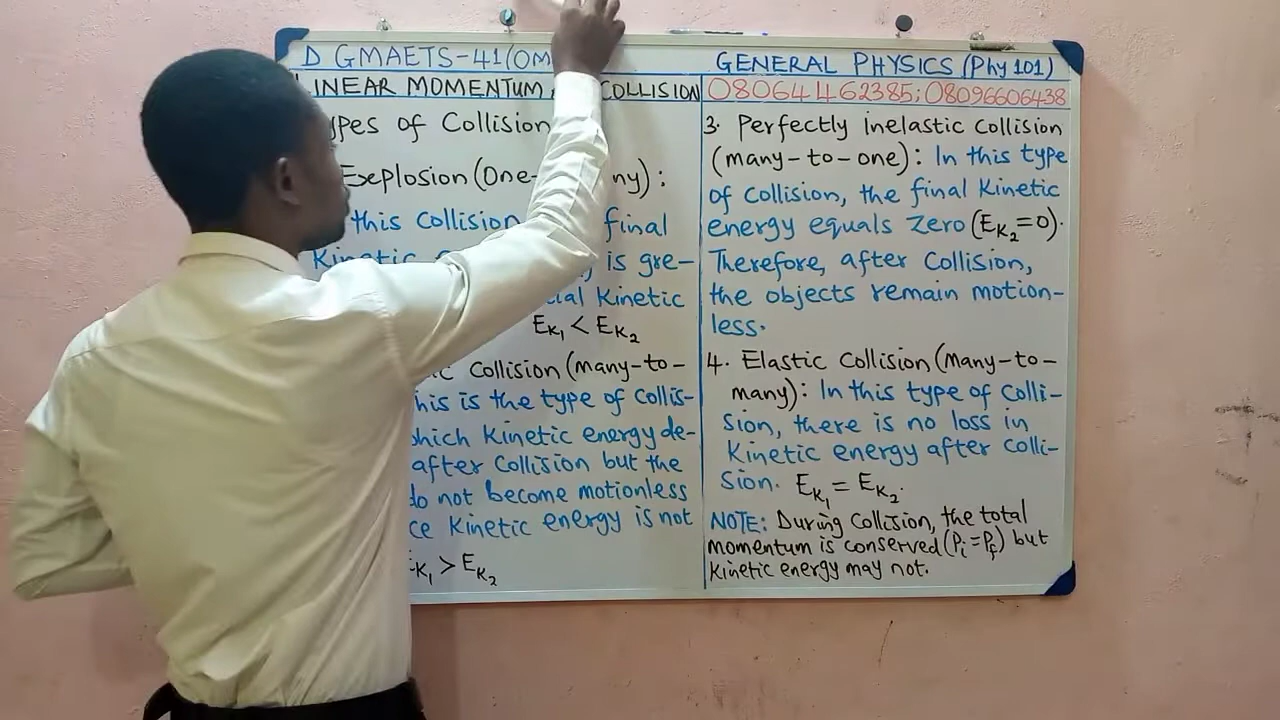 D GMAETS-41(OM
GENERAL PHYSICS (Phy 101)
INEAR MOMENTUM COLLISION
08064462385; 08096606438
ypes of Collision
Explosion (One- ny):
this Collision final
Kinetic is gre-
Kinetic
EK1 < EK2
Collision (many-to-
his is the type of Collis-
hich Kinetic energy de-
after Collision but the
do not become motionless
ce Kinetic energy is not
EK1 > EK2
3. Perfectly inelastic Collision
(many-to-one): In this type
of Collision, the final Kinetic
energy equals Zero (EK2=0).
Therefore, after Collision,
the objects remain motion-
less.
4. Elastic Collision (Many-to-
many): In this type of Colli-
sion, there is no loss in
Kinetic energy after colli-
sion. EK1 = EK2.
NOTE: During Collision, the total
momentum is conserved (Pi=Pf) but
Kinetic energy may not.